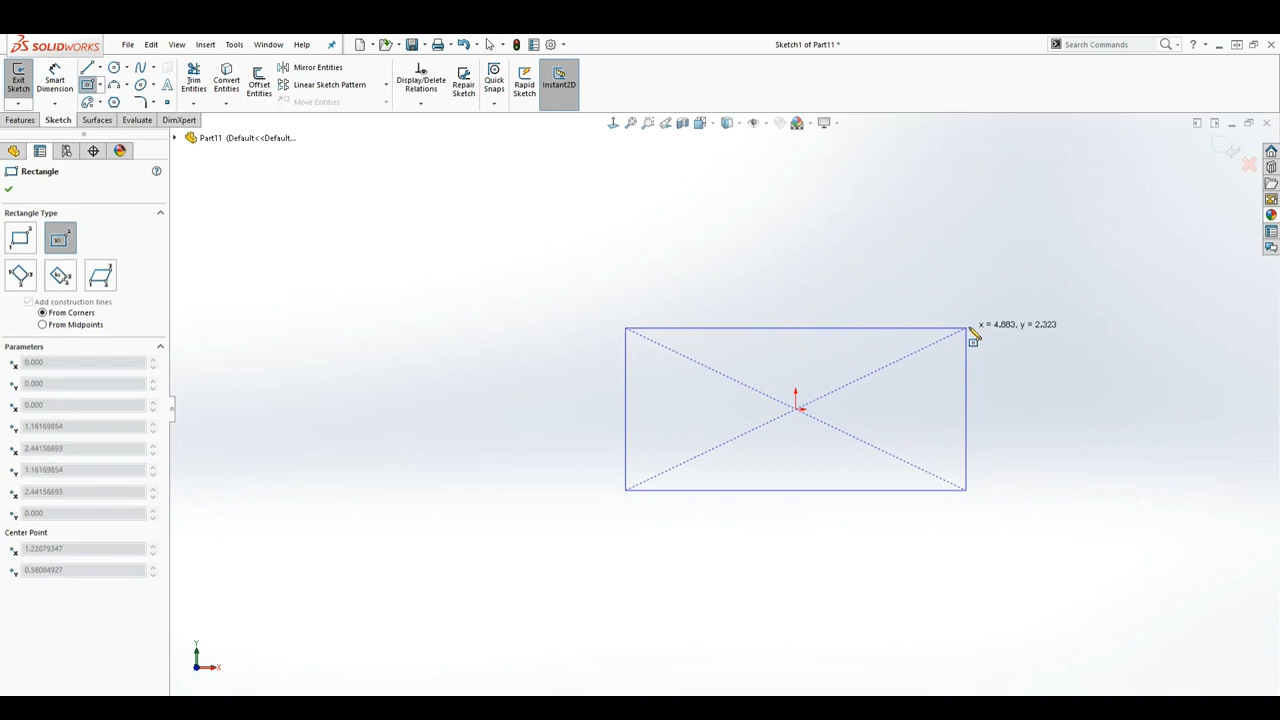 SOLIDWORKS
File
Edit
View
Insert
Tools
Window
Help
Sketch1 of Part11 *
Search Commands
Exit Sketch
Smart Dimension
Trim Entities
Convert Entities
Offset Entities
Mirror Entities
Linear Sketch Pattern
Move Entities
Display/Delete Relations
Repair Sketch
Quick Snaps
Rapid Sketch
Instant2D
Features
Sketch
Surfaces
Evaluate
DimXpert
Part11 (Default<<Default...
Rectangle
Rectangle Type
Add construction lines
From Corners
From Midpoints
Parameters
0.000
0.000
0.000
1.16169854
2.44158693
1.16169854
2.44158693
0.000
Center Point
1.22079347
0.58084927
x = 4.883, y = 2.323
Y
X